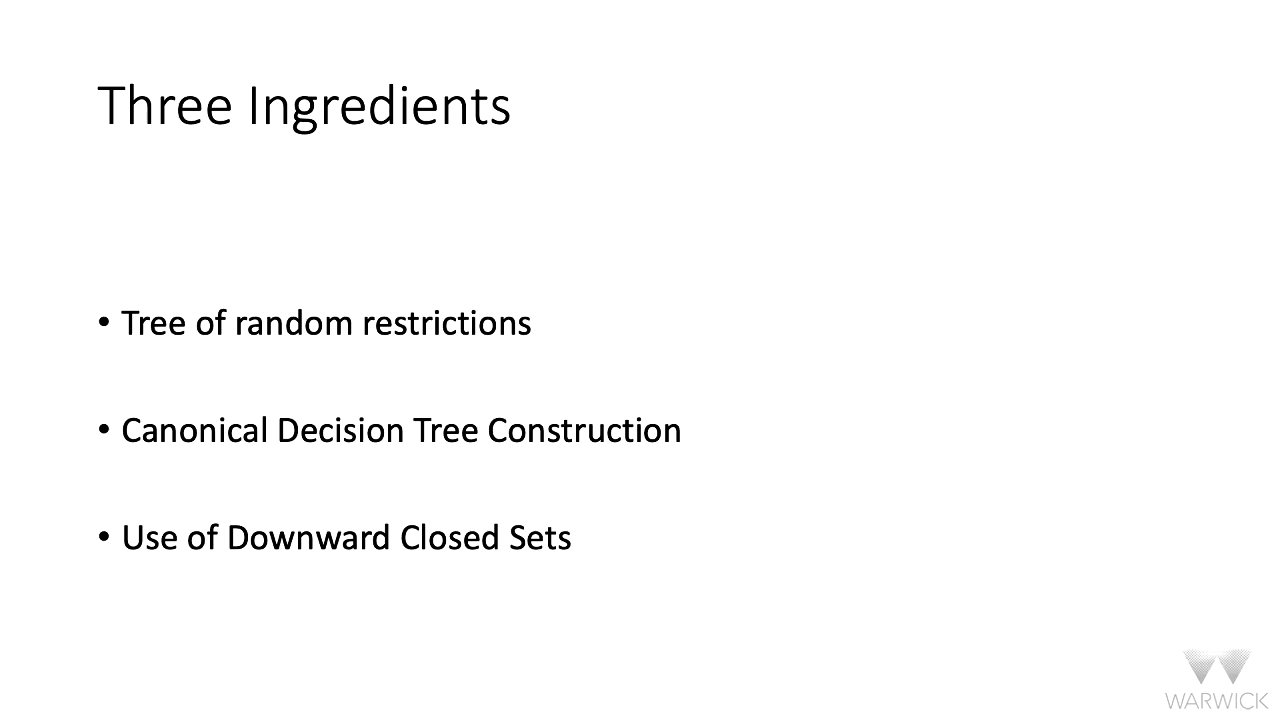 Three Ingredients
• Tree of random restrictions
• Canonical Decision Tree Construction
• Use of Downward Closed Sets
WARWICK